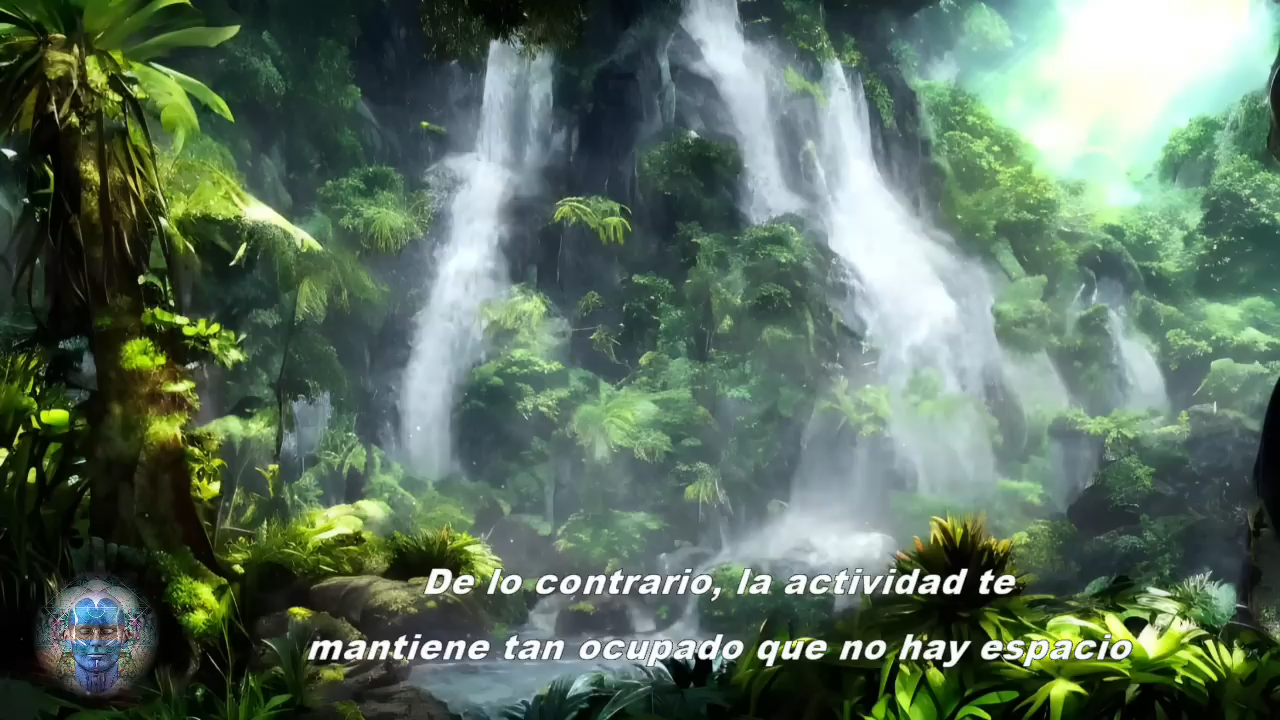 De lo contrario, la actividad te
mantiene tan ocupado que no hay espacio